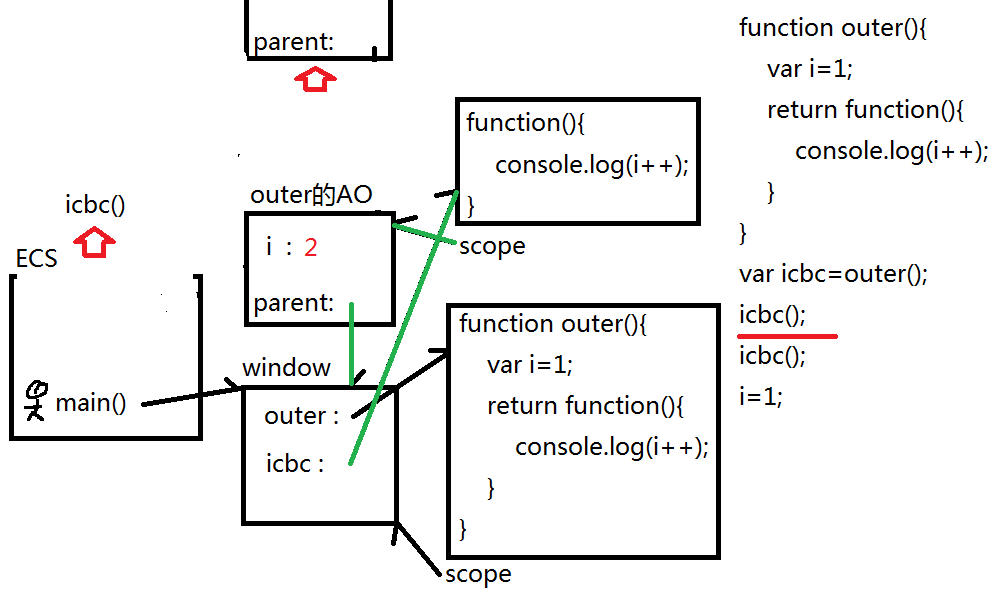 parent:
icbc()
ECS
main()
outer的AO
i : 2
parent:
window
outer :
icbc :
function(){
console.log(i++);
}
scope
function outer(){
var i=1;
return function(){
console.log(i++);
}
}
scope
function outer(){
var i=1;
return function(){
console.log(i++);
}
}
var icbc=outer();
icbc();
icbc();
i=1;